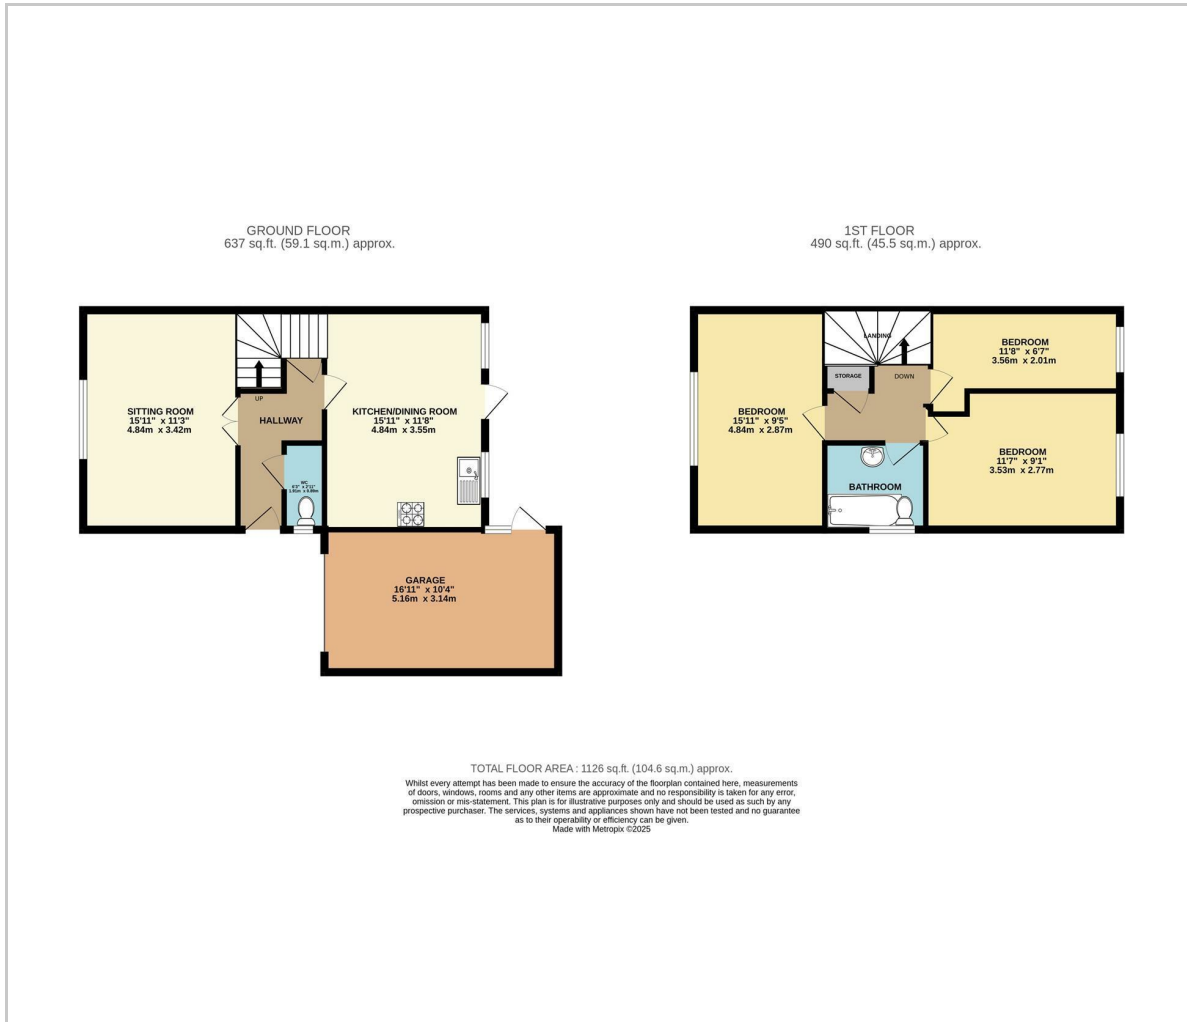 GROUND FLOOR
637 sq.ft. (59.1 sq.m.) approx.
SITTING ROOM
15'11" x 11'3"
4.84m x 3.42m
UP
HALLWAY
KITCHEN/DINING ROOM
15'11" x 11'8"
4.84m x 3.55m
WC
GARAGE
16'11" x 10'4"
5.16m x 3.14m
1ST FLOOR
490 sq.ft. (45.5 sq.m.) approx.
LANDING
BEDROOM
11'8" x 6'7"
3.56m x 2.01m
STORAGE
DOWN
BEDROOM
15'11" x 9'5"
4.84m x 2.87m
BEDROOM
11'7" x 9'1"
3.53m x 2.77m
BATHROOM
TOTAL FLOOR AREA : 1126 sq.ft. (104.6 sq.m.) approx.
Whilst every attempt has been made to ensure the accuracy of the floorplan contained here, measurements
of doors, windows, rooms and any other items are approximate and no responsibility is taken for any error,
omission or mis-statement. This plan is for illustrative purposes only and should be used as such by any
prospective purchaser. The services, systems and appliances shown have not been tested and no guarantee
as to their operability or efficiency can be given.
Made with Metropix ©2025